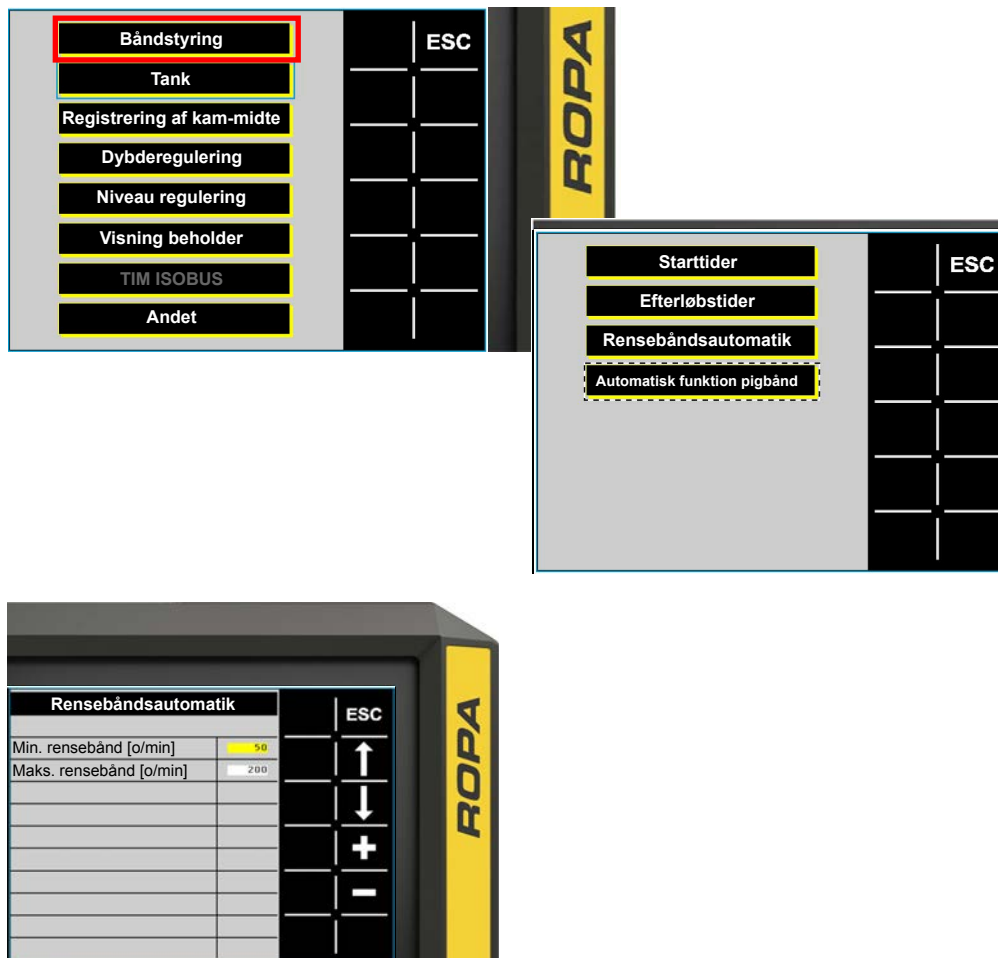 Båndstyring
ESC
Tank
Registrering af kam-midte
Dybderegulering
Niveau regulering
Visning beholder
TIM ISOBUS
Andet
ROPA
Starttider
ESC
Efterløbstider
Rensebåndsautomatik
Automatisk funktion pigbånd
Rensebåndsautomatik
ESC
Min. rensebånd [o/min] 50
Maks. rensebånd [o/min] 200
ROPA